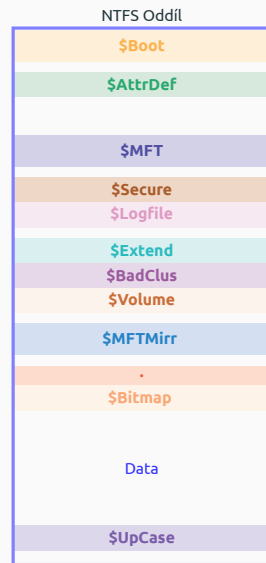 NTFS Oddíl
$Boot
$AttrDef
$MFT
$Secure
$Logfile
$Extend
$BadClus
$Volume
$MFTMirr
.
$Bitmap
Data
$UpCase